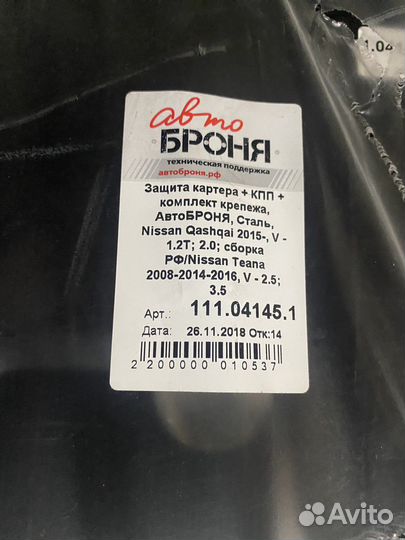 1.04
авто
БРОНЯ
техническая поддержка
автоброня.рф
Защита картера + КПП +
комплект крепежа,
АвтоБРОНЯ, Сталь,
Nissan Qashqai 2015-, V -
1.2T; 2.0; сборка
РФ/Nissan Teana
2008-2014-2016, V - 2.5;
3.5
Арт.: 111.04145.1
Дата: 26.11.2018 Отк:14
2 200000 010537
Avito